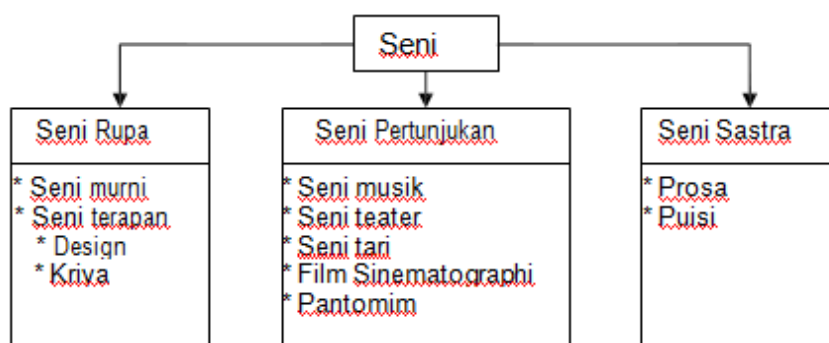 Seni
Seni Rupa
* Seni murni
* Seni terapan
* Design
* Kriya
Seni Pertunjukan
* Seni musik
* Seni teater
* Seni tari
* Film Sinematographi
* Pantomim
Seni Sastra
* Prosa
* Puisi